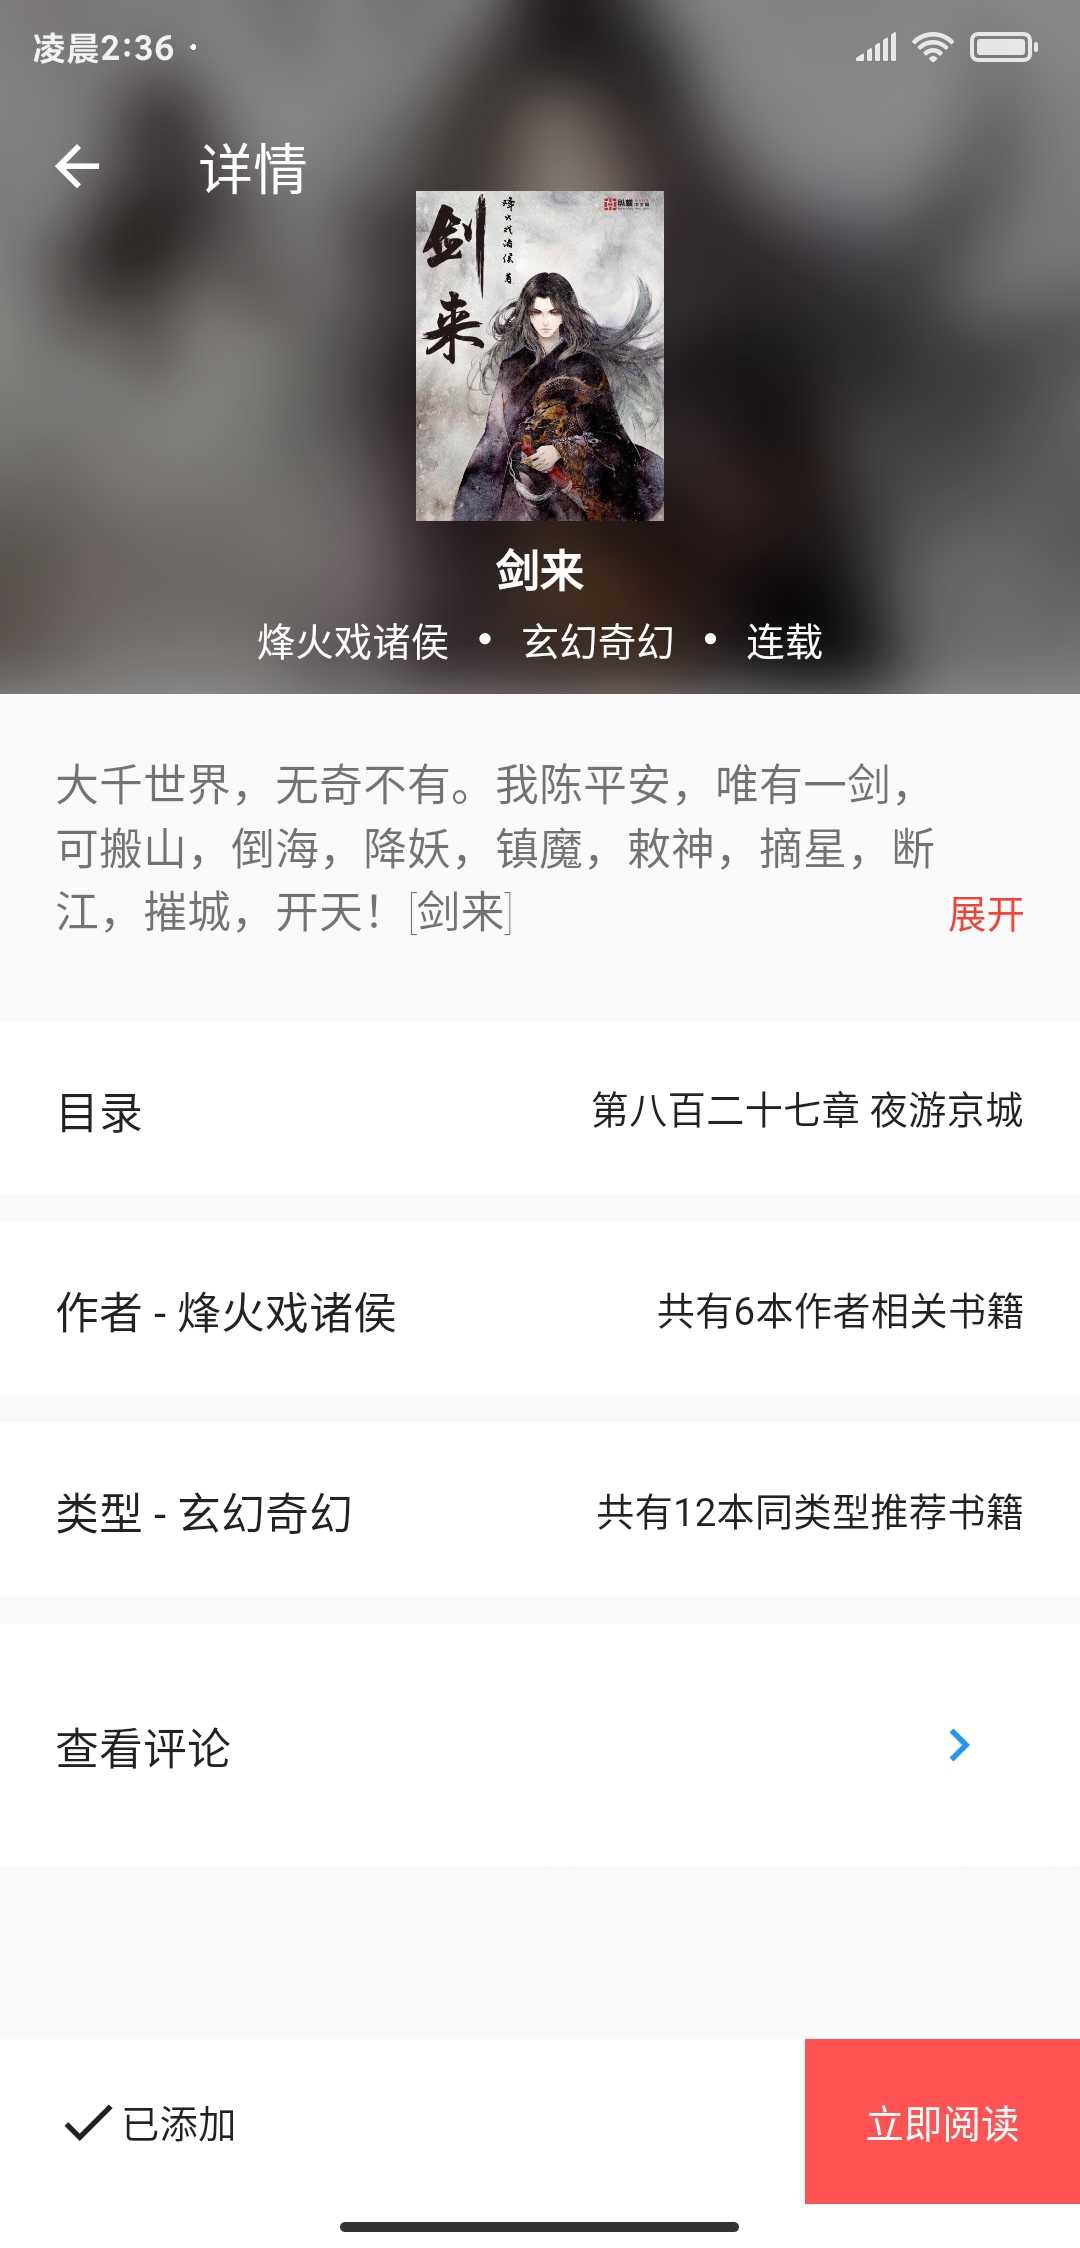 凌晨2:36
详情
剑来
烽火戏诸侯 著
纵横
剑来
烽火戏诸侯 • 玄幻奇幻 • 连载
大千世界，无奇不有。我陈平安，唯有一剑，
可搬山，倒海，降妖，镇魔，敕神，摘星，断
江，摧城，开天！[剑来]
展开
目录 第八百二十七章 夜游京城
作者 - 烽火戏诸侯 共有6本作者相关书籍
类型 - 玄幻奇幻 共有12本同类型推荐书籍
查看评论
已添加 立即阅读